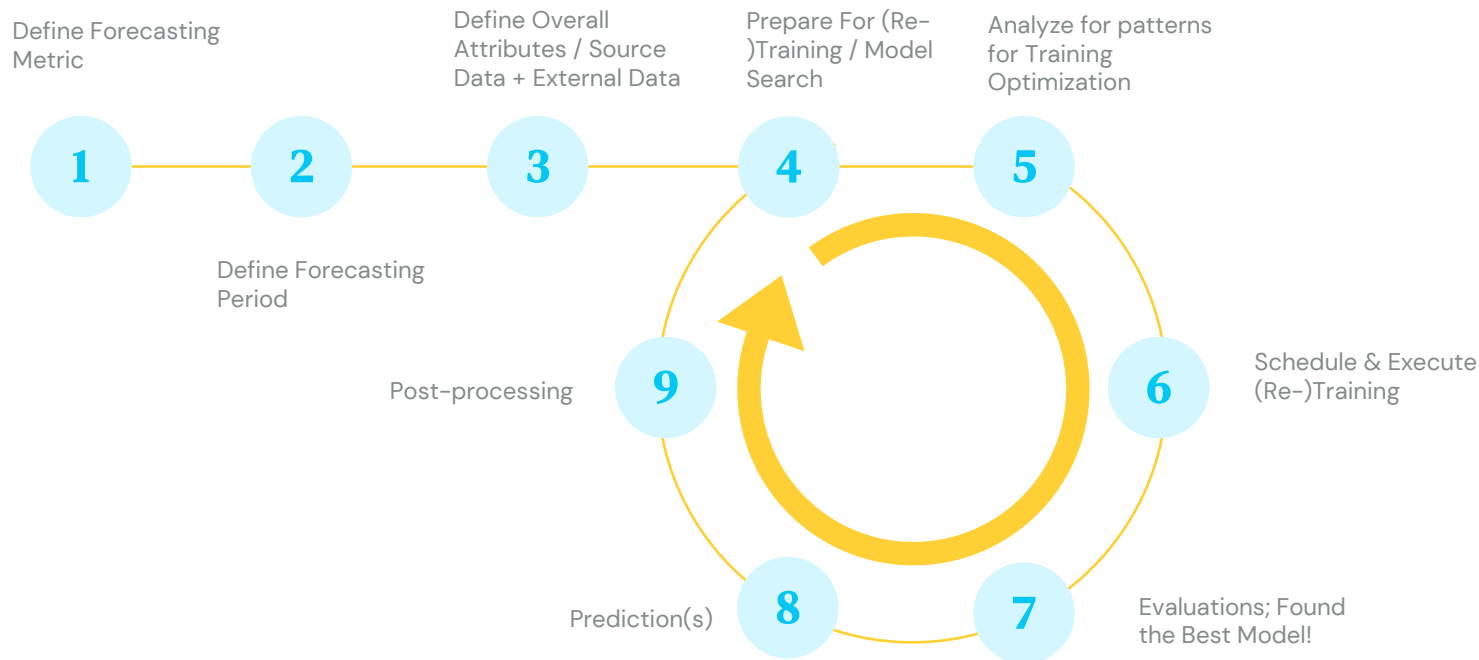 Define Forecasting
Metric
1
2
Define Forecasting
Period
Define Overall
Attributes / Source
Data + External Data
3
Prepare For (Re-
)Training / Model
Search
4
Analyze for patterns
for Training
Optimization
5
6
Schedule & Execute
(Re-)Training
7
Evaluations; Found
the Best Model!
8
Prediction(s)
9
Post-processing